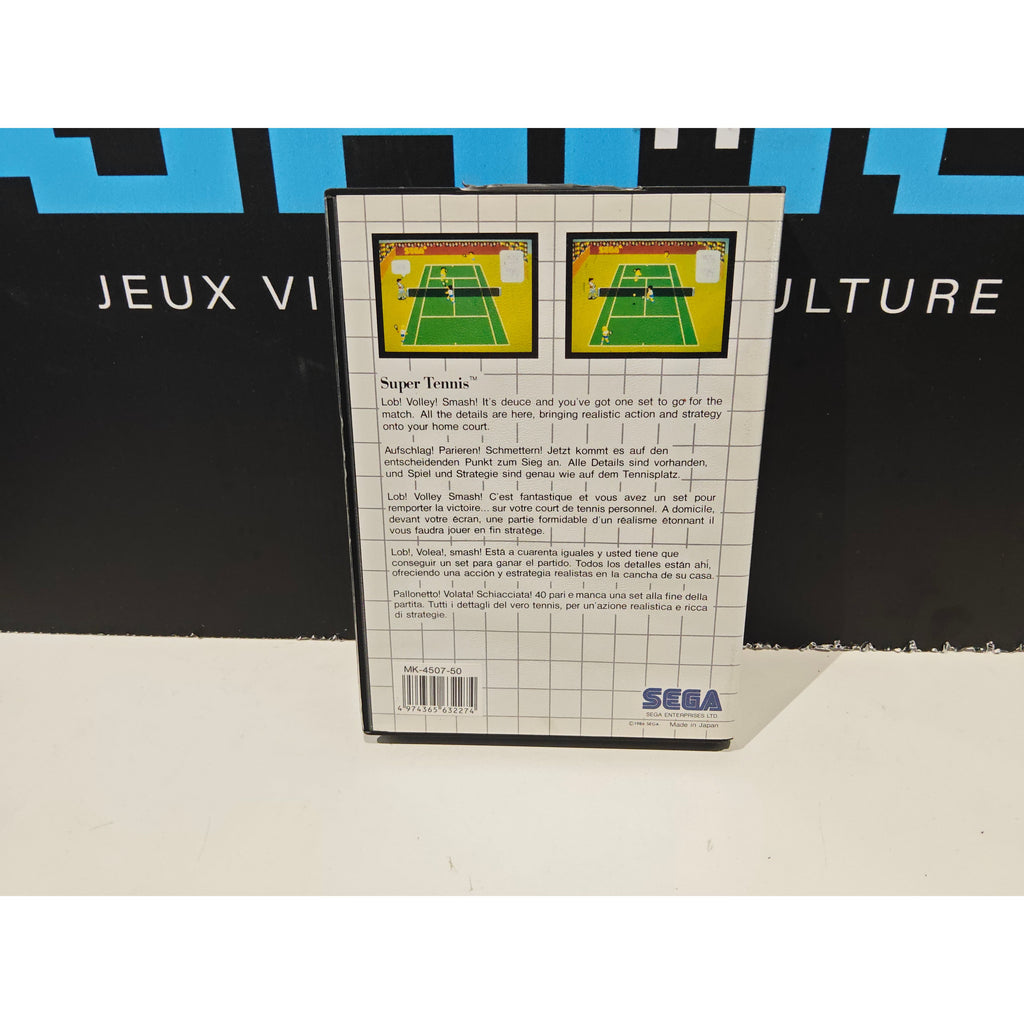 JEUX VI
ULTURE
SEGA
SEGA
Super Tennis™
Lob! Volley! Smash! It's deuce and you've got one set to go for the
match. All the details are here, bringing realistic action and strategy
onto your home court.
Aufschlag! Parieren! Schmettern! Jetzt kommt es auf den
entscheidenden Punkt zum Sieg an. Alle Details sind vorhanden,
und Spiel und Strategie sind genau wie auf dem Tennisplatz.
Lob! Volley Smash! C'est fantastique et vous avez un set pour
remporter la victoire... sur votre court de tennis personnel. A domicile,
devant votre écran, une partie formidable d'un réalisme étonnant il
vous faudra jouer en fin stratège.
Lob!, Volea!, smash! Está a cuarenta iguales y usted tiene que
conseguir un set para ganar el partido. Todos los detalles están ahi,
ofreciendo una acción y estrategia realistas en la cancha de su casa.
Pallonetto! Volata! Schiacciata! 40 pari e manca una set alla fine della
partita. Tutti i dettagli del vero tennis, per un'azione realistica e ricca
di strategie.
MK-4507-50
4 974365 632274
SEGA
SEGA ENTERPRISES LTD.
©1986 SEGA Made in Japan